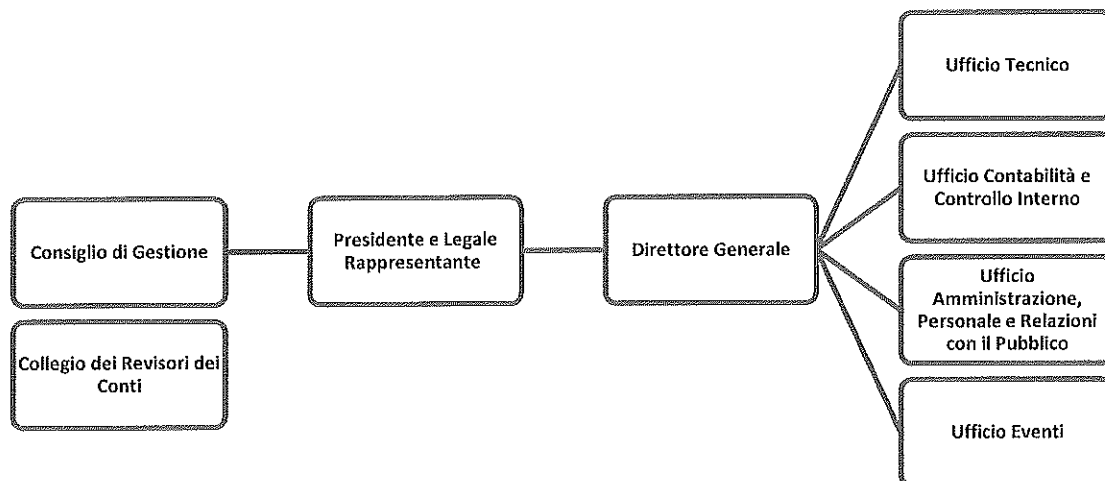 Consiglio di Gestione
Collegio dei Revisori dei
Conti
Presidente e Legale
Rappresentante
Direttore Generale
Ufficio Tecnico
Ufficio Contabilità e
Controllo Interno
Ufficio
Amministrazione,
Personale e Relazioni
con il Pubblico
Ufficio Eventi